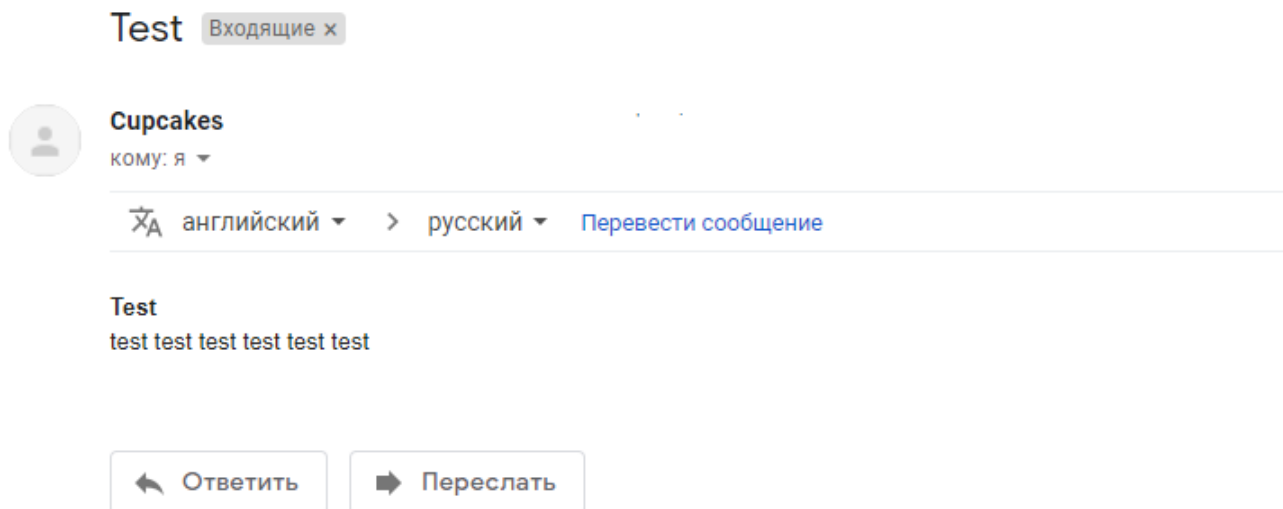 Test Входящие ×
Cupcakes
кому: я
английский > русский Перевести сообщение
Test
test test test test test test
Ответить Переслать